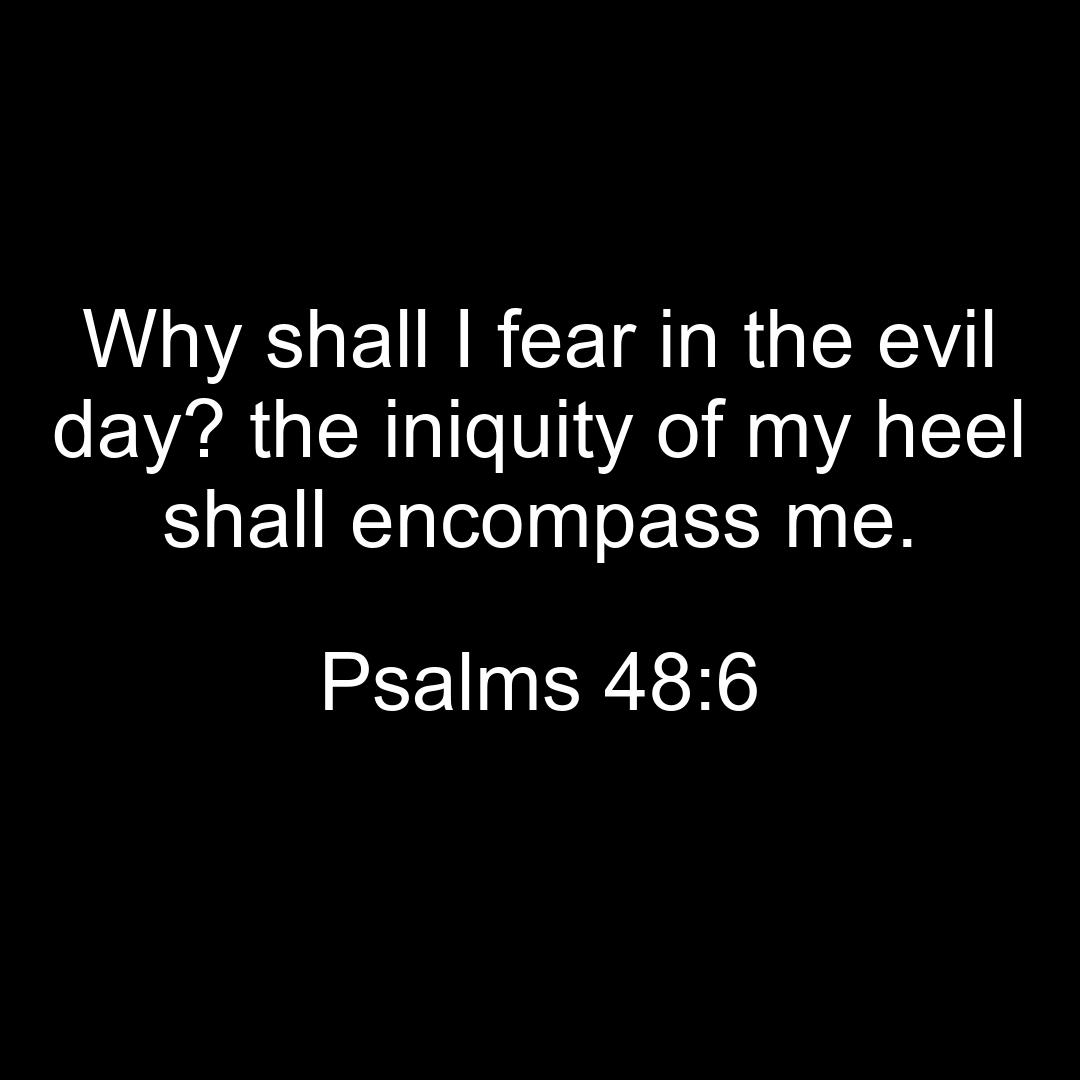 Why shall I fear in the evil
day? the iniquity of my heel
shall encompass me.
Psalms 48:6